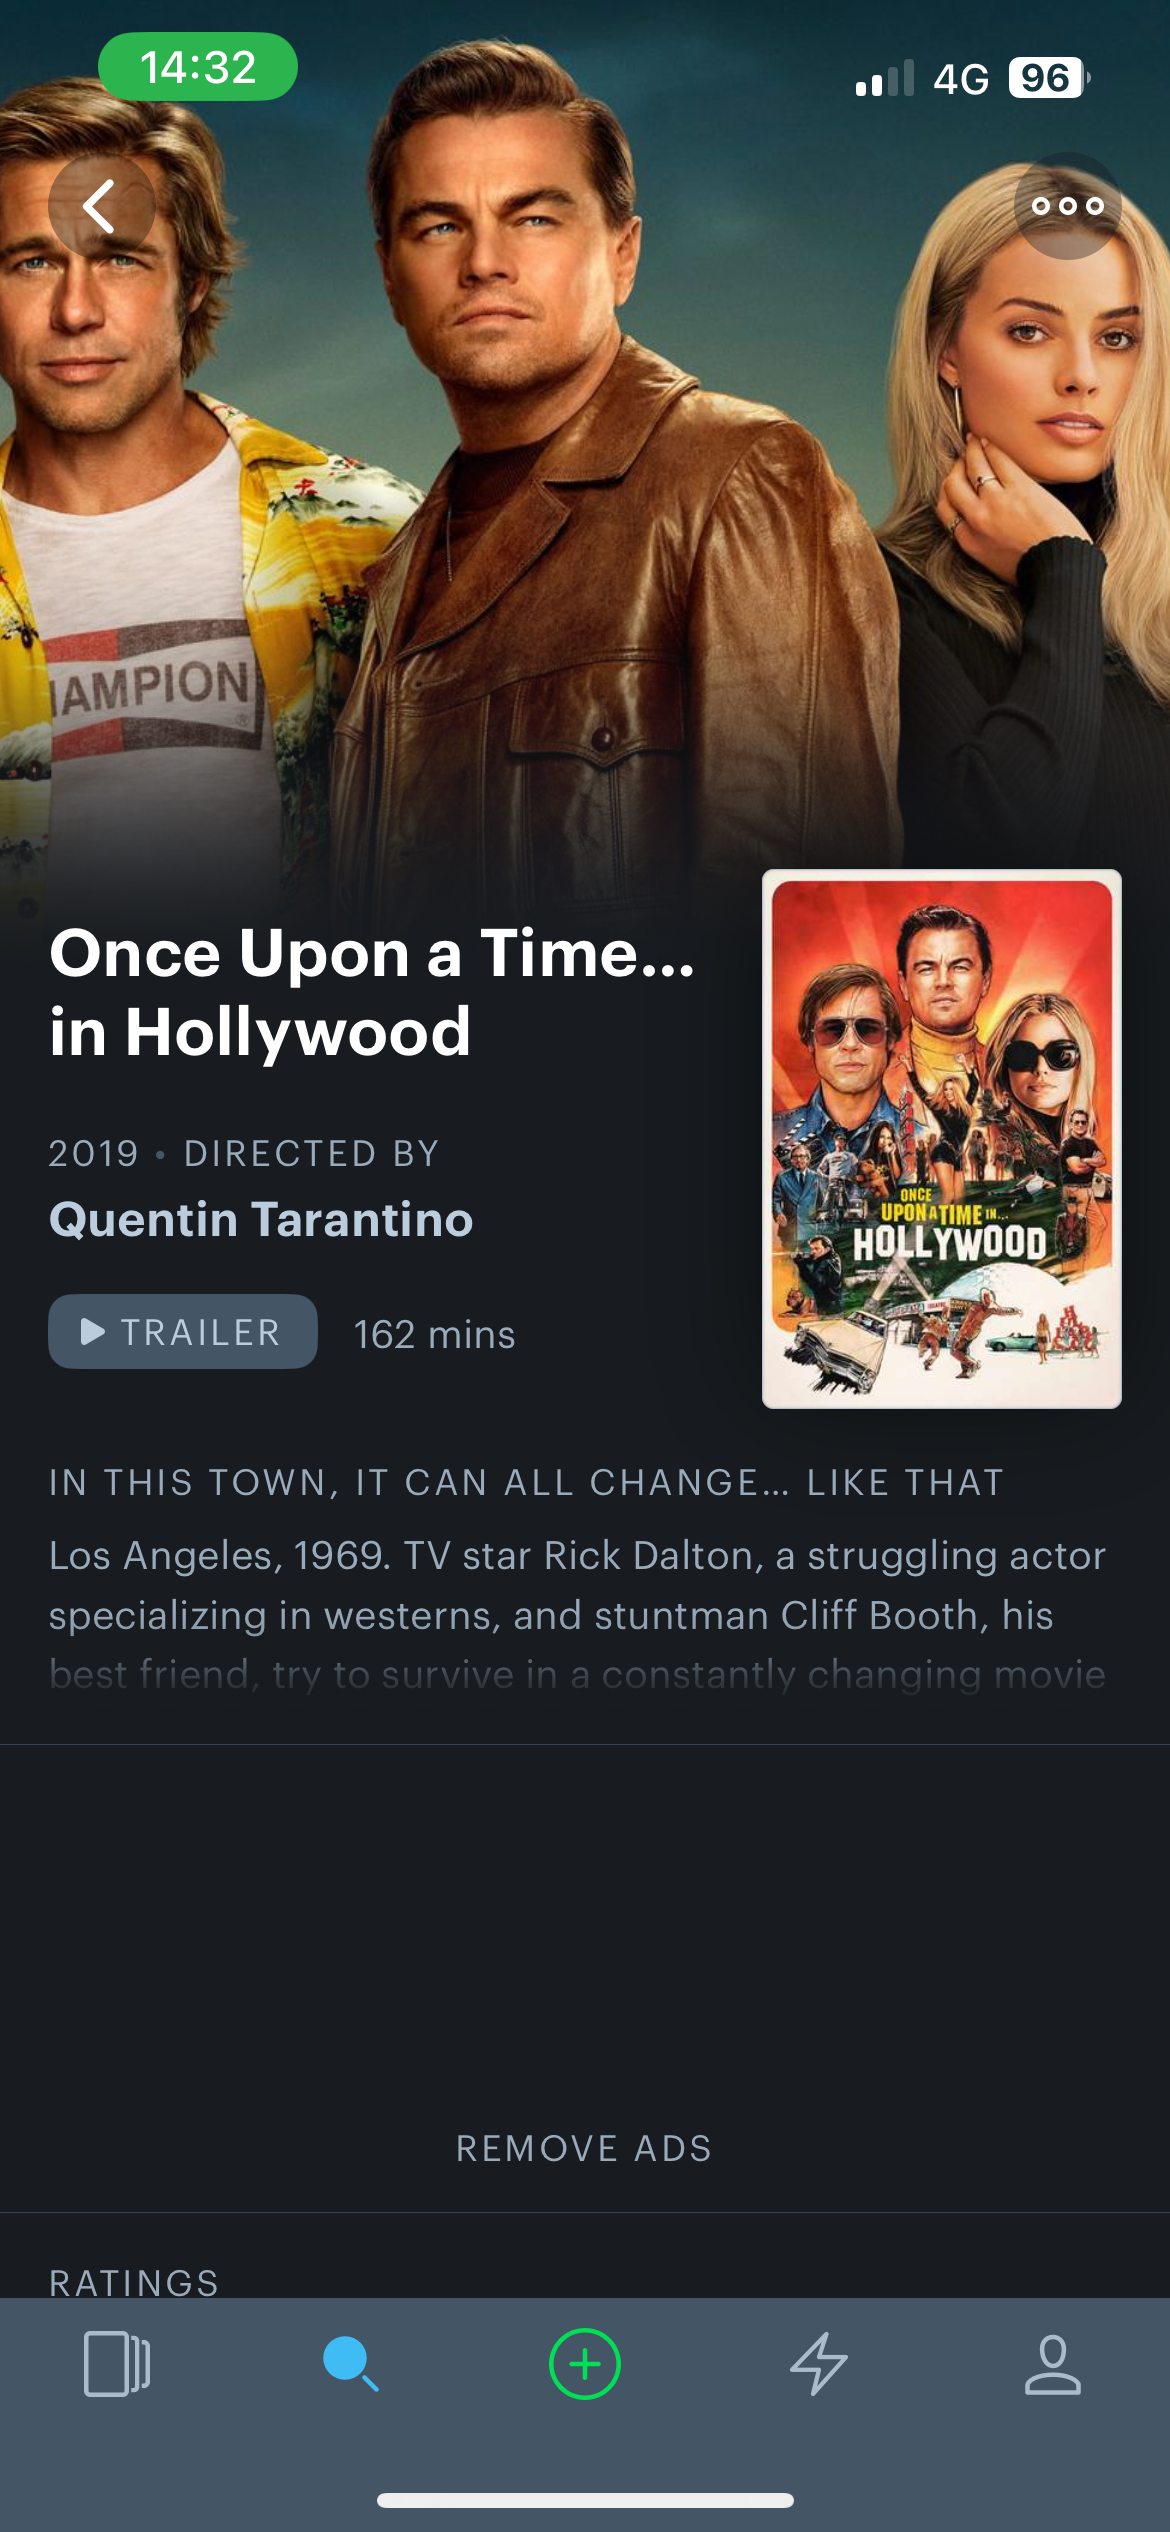 14:32
4G 96
HAMPION
Once Upon a Time...
in Hollywood
2019 • DIRECTED BY
Quentin Tarantino
TRAILER 162 mins
ONCE
UPON A TIME IN...
HOLLYWOOD
IN THIS TOWN, IT CAN ALL CHANGE… LIKE THAT
Los Angeles, 1969. TV star Rick Dalton, a struggling actor
specializing in westerns, and stuntman Cliff Booth, his
best friend, try to survive in a constantly changing movie
REMOVE ADS
RATINGS